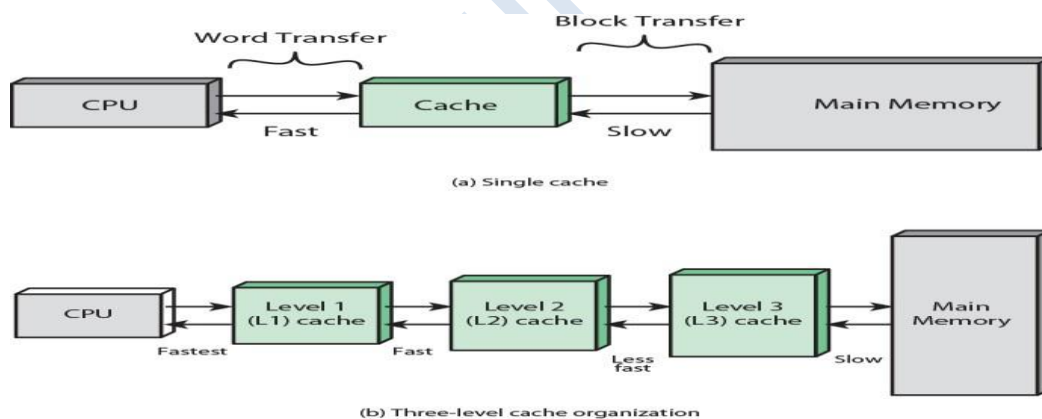 Block Transfer
Word Transfer
CPU
Cache
Main Memory
Fast
Slow
(a) Single cache
CPU
Level 1
(L1) cache
Level 2
(L2) cache
Level 3
(L3) cache
Main
Memory
Fastest
Fast
Less
fast
Slow
(b) Three-level cache organization